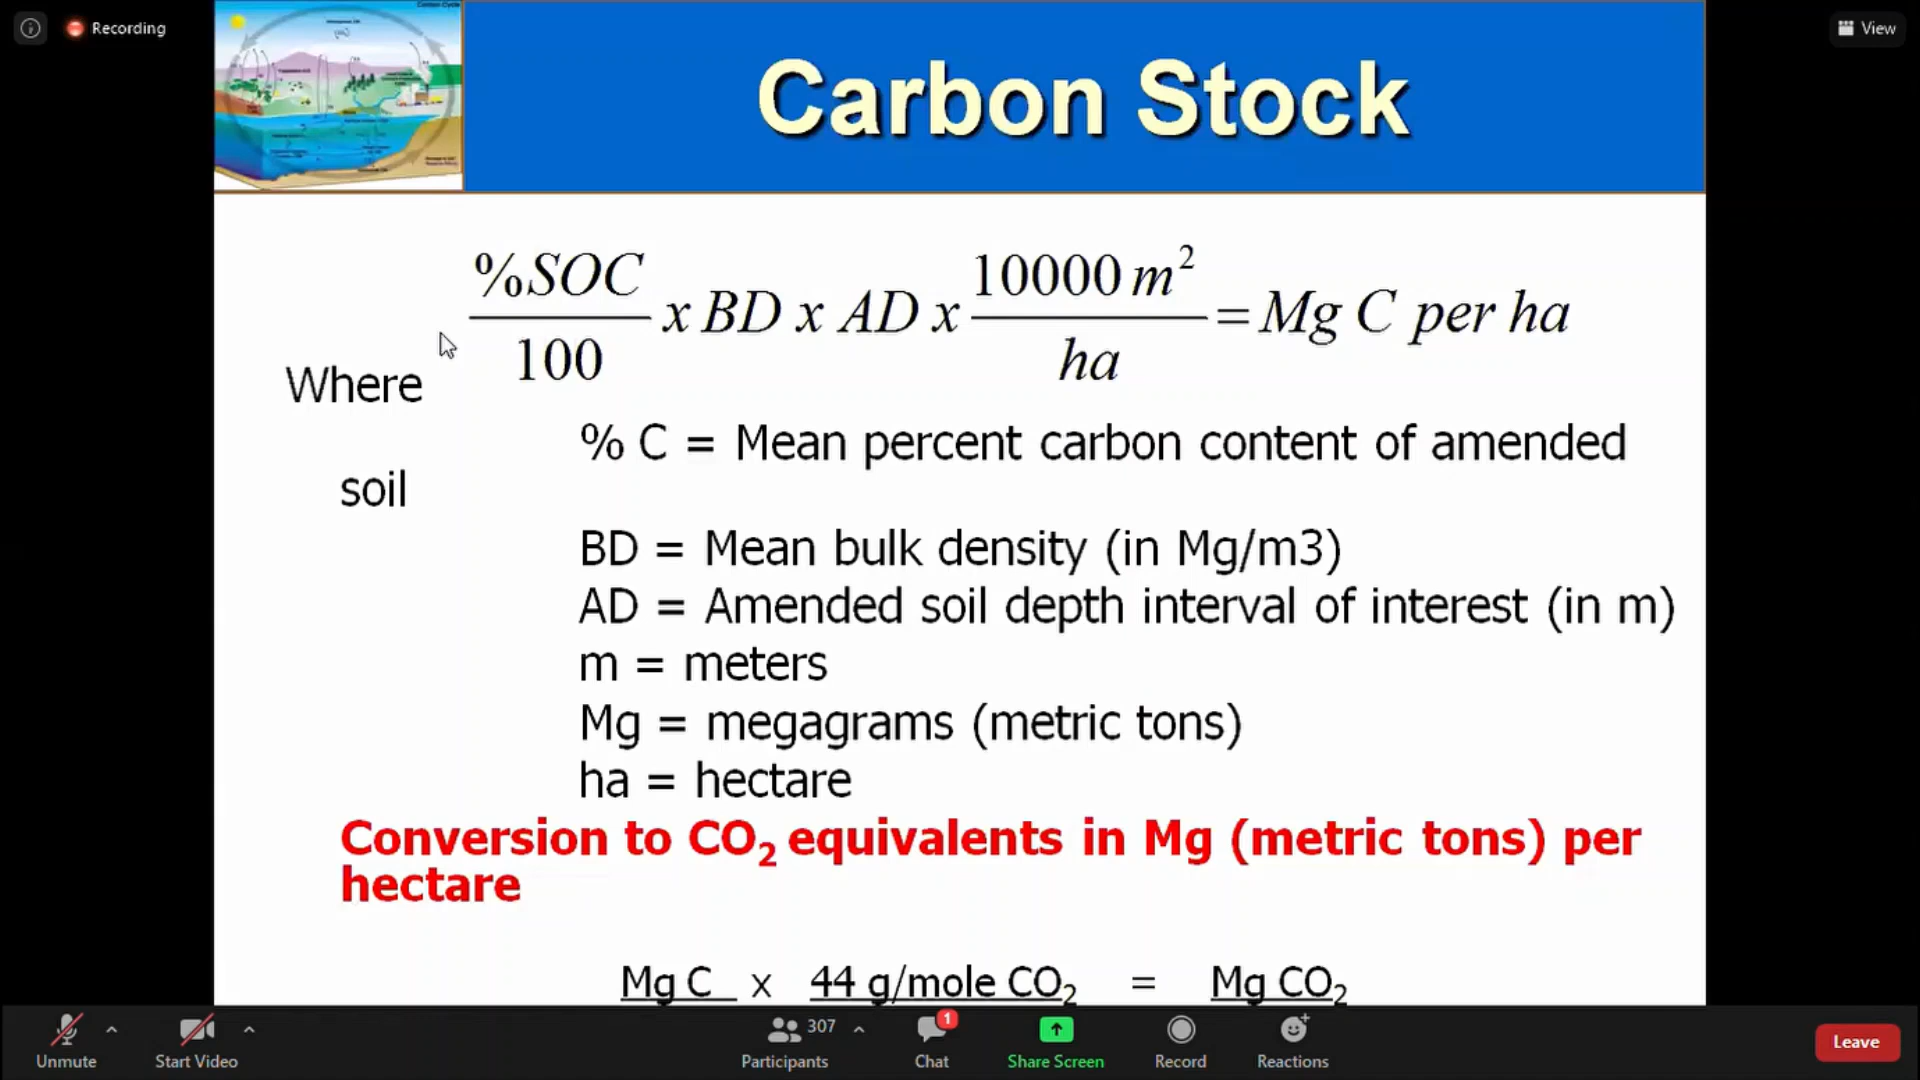 Recording
View
Carbon Cycle
Carbon Stock
%SOC/100 x BD x AD x 10000 m²/ha = Mg C per ha
Where
% C = Mean percent carbon content of amended
soil
BD = Mean bulk density (in Mg/m3)
AD = Amended soil depth interval of interest (in m)
m = meters
Mg = megagrams (metric tons)
ha = hectare
Conversion to CO₂ equivalents in Mg (metric tons) per
hectare
Mg C x 44 g/mole CO₂ = Mg CO₂
307 1
Unmute Start Video Participants Chat Share Screen Record Reactions Leave